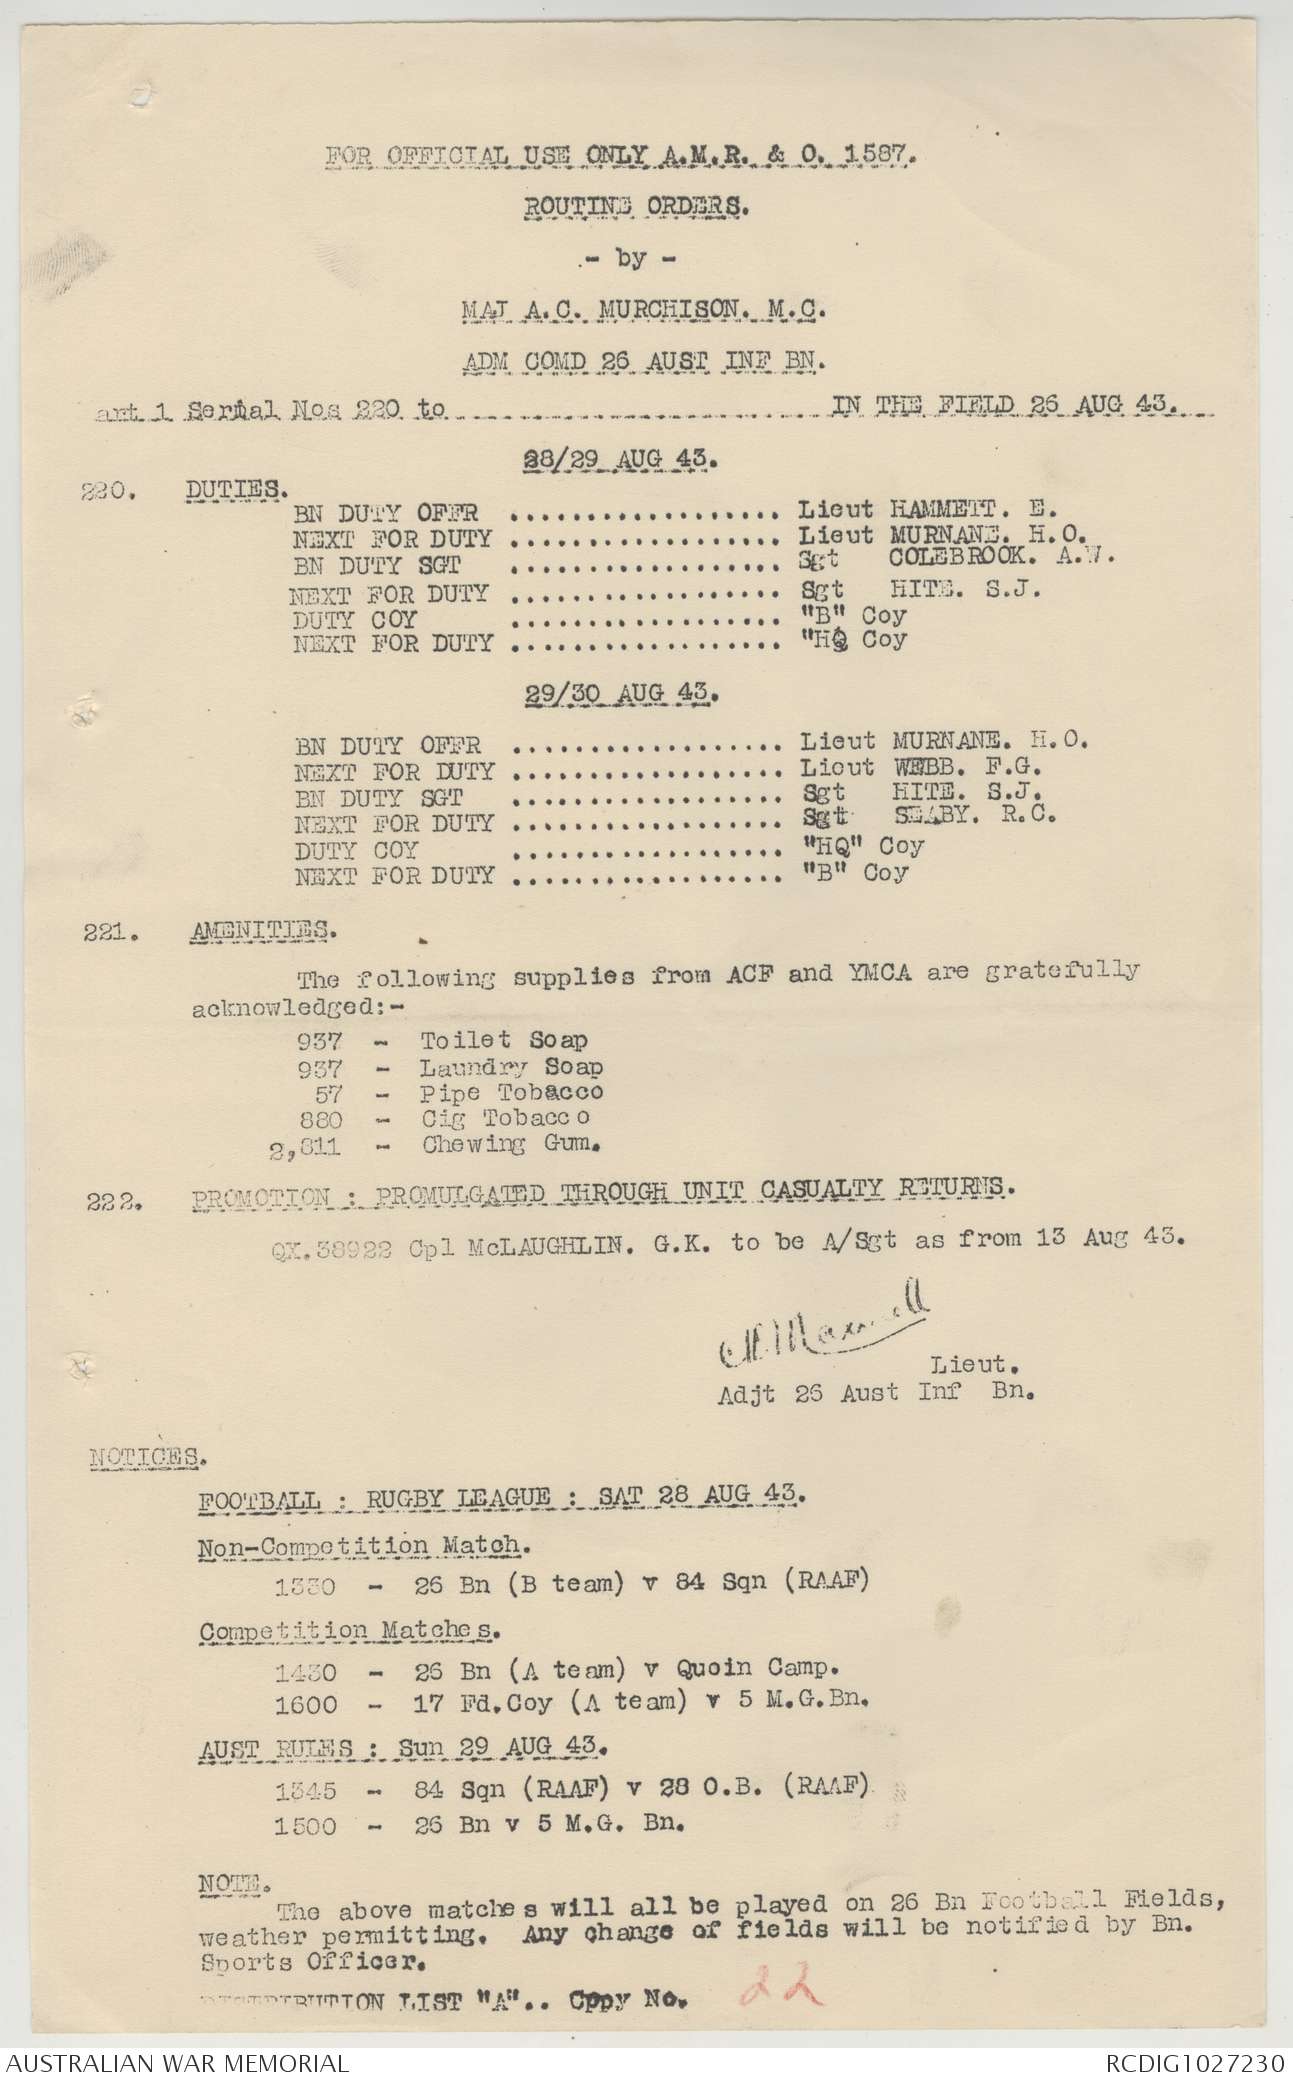 FOR OFFICIAL USE ONLY A.M.R. & O. 1587.
ROUTINE ORDERS.
- by -
MAJ A.C. MURCHISON. M.C.
ADM COMD 26 AUST INF BN.
art 1 Serial Nos 220 to IN THE FIELD 26 AUG 43.
28/29 AUG 43.
220. DUTIES.
BN DUTY OFFR .................. Lieut HAMMETT. E.
NEXT FOR DUTY .................. Lieut MURNANE. H.O.
BN DUTY SGT .................. Sgt COLEBROOK. A.W.
NEXT FOR DUTY .................. Sgt HITE. S.J.
DUTY COY .................. "B" Coy
NEXT FOR DUTY .................. "HQ Coy
29/30 AUG 43.
BN DUTY OFFR .................. Lieut MURNANE. H.O.
NEXT FOR DUTY .................. Lieut WEBB. F.G.
BN DUTY SGT .................. Sgt HITE. S.J.
NEXT FOR DUTY .................. Sgt SEABY. R.C.
DUTY COY .................. "HQ" Coy
NEXT FOR DUTY .................. "B" Coy
221. AMENITIES.
The following supplies from ACF and YMCA are gratefully
acknowledged:-
937 - Toilet Soap
937 - Laundry Soap
57 - Pipe Tobacco
880 - Cig Tobacco
2,811 - Chewing Gum.
222. PROMOTION : PROMULGATED THROUGH UNIT CASUALTY RETURNS.
QX.38922 Cpl McLAUGHLIN. G.K. to be A/Sgt as from 13 Aug 43.
Maxwell
Lieut.
Adjt 26 Aust Inf Bn.
NOTICES.
FOOTBALL : RUGBY LEAGUE : SAT 28 AUG 43.
Non-Competition Match.
1330 - 26 Bn (B team) v 84 Sqn (RAAF)
Competition Matches.
1430 - 26 Bn (A team) v Quoin Camp.
1600 - 17 Fd.Coy (A team) v 5 M.G.Bn.
AUST RULES : Sun 29 AUG 43.
1345 - 84 Sqn (RAAF) v 28 O.B. (RAAF)
1500 - 26 Bn v 5 M.G. Bn.
NOTE.
The above matches will all be played on 26 Bn Football Fields,
weather permitting. Any change of fields will be notified by Bn.
Sports Officer.
DISTRIBUTION LIST "A".. Cppy No. 22
AUSTRALIAN WAR MEMORIAL RCDIG1027230